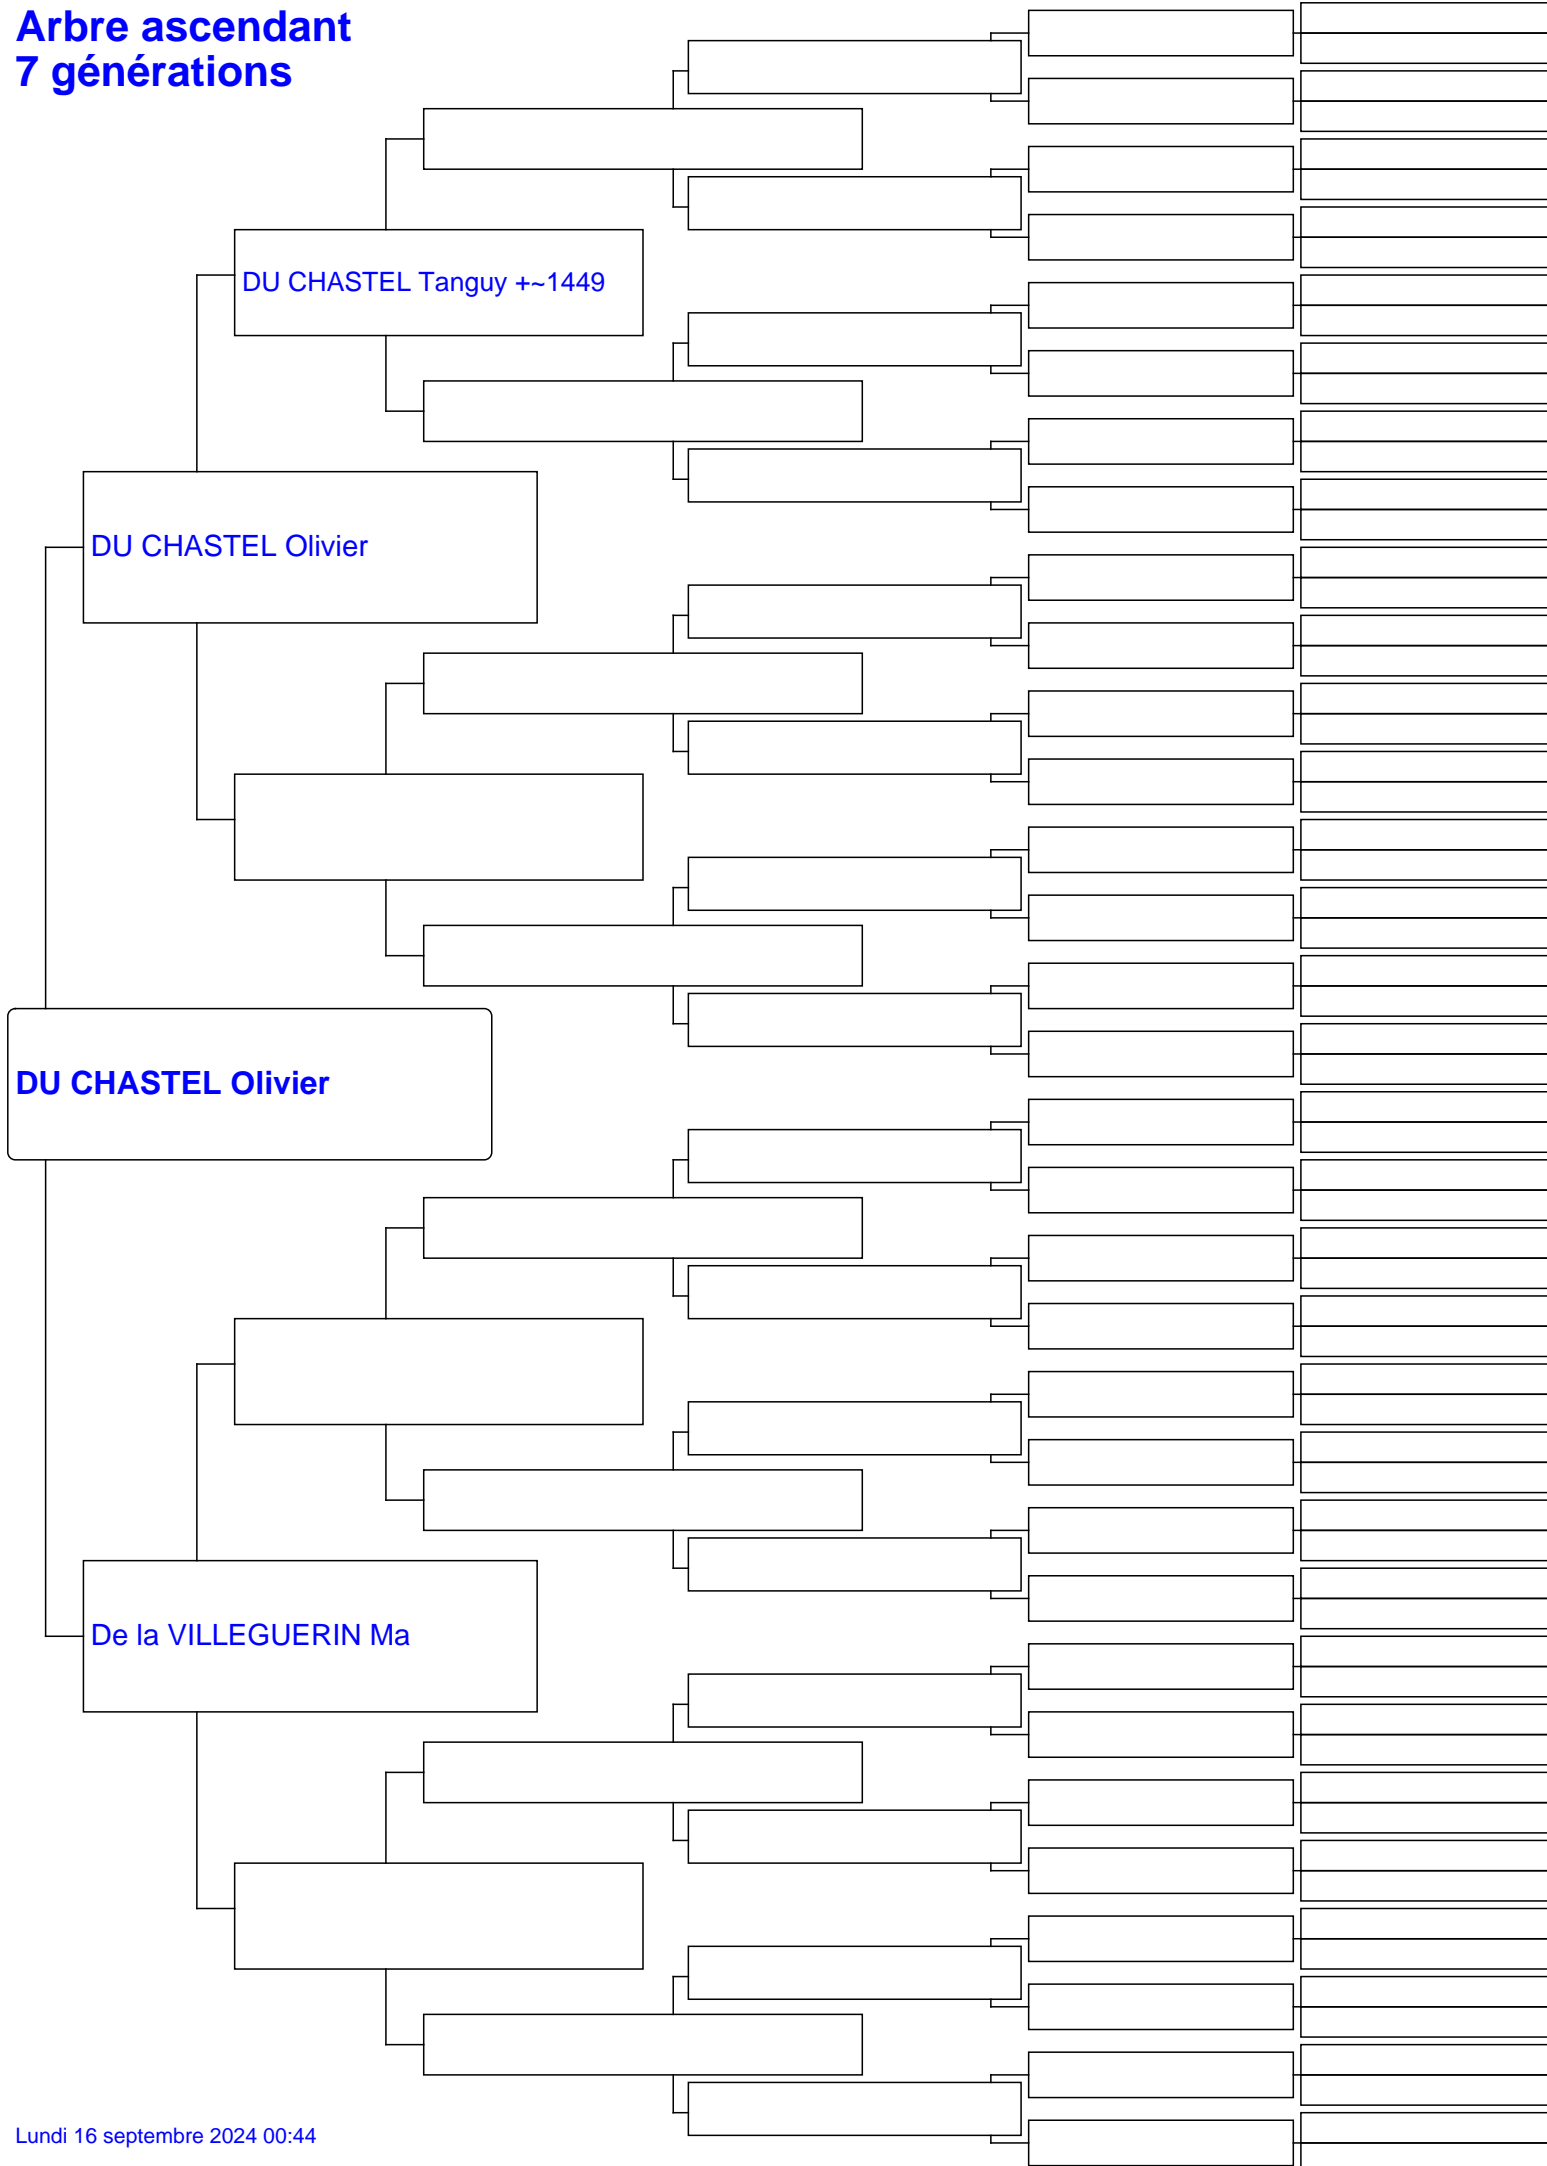 Arbre ascendant
7 générations
DU CHASTEL Tanguy +~1449
DU CHASTEL Olivier
DU CHASTEL Olivier
De la VILLEGUERIN Ma
Lundi 16 septembre 2024 00:44